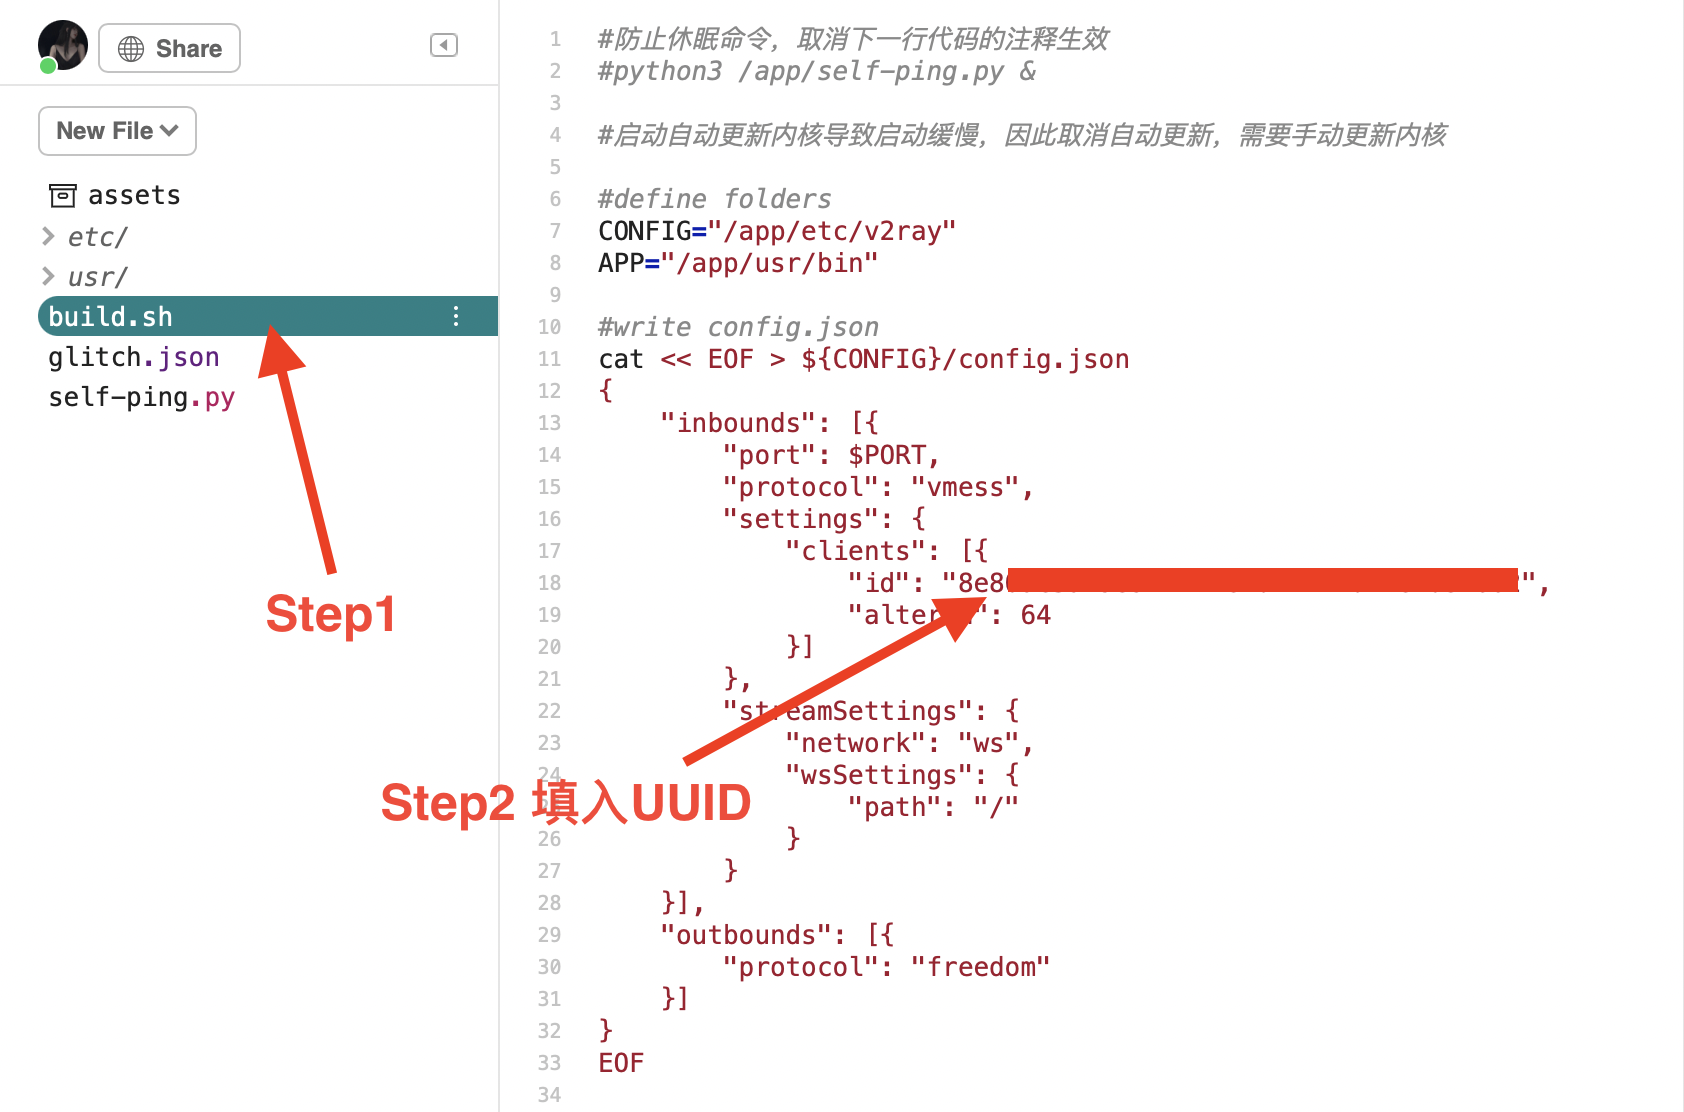 Share
New File
assets
etc/
usr/
build.sh
glitch.json
self-ping.py
Step1
Step2 填入UUID
1 #防止休眠命令，取消下一行代码的注释生效
2 #python3 /app/self-ping.py &
3
4 #启动自动更新内核导致启动缓慢，因此取消自动更新，需要手动更新内核
5
6 #define folders
7 CONFIG="/app/etc/v2ray"
8 APP="/app/usr/bin"
9
10 #write config.json
11 cat << EOF > ${CONFIG}/config.json
12 {
13 "inbounds": [{
14 "port": $PORT,
15 "protocol": "vmess",
16 "settings": {
17 "clients": [{
18 "id": "8e8 ",
19 "alter ": 64
20 }]
21 },
22 "streamSettings": {
23 "network": "ws",
24 "wsSettings": {
"path": "/"
26 }
27 }
28 }],
29 "outbounds": [{
30 "protocol": "freedom"
31 }]
32 }
33 EOF
34